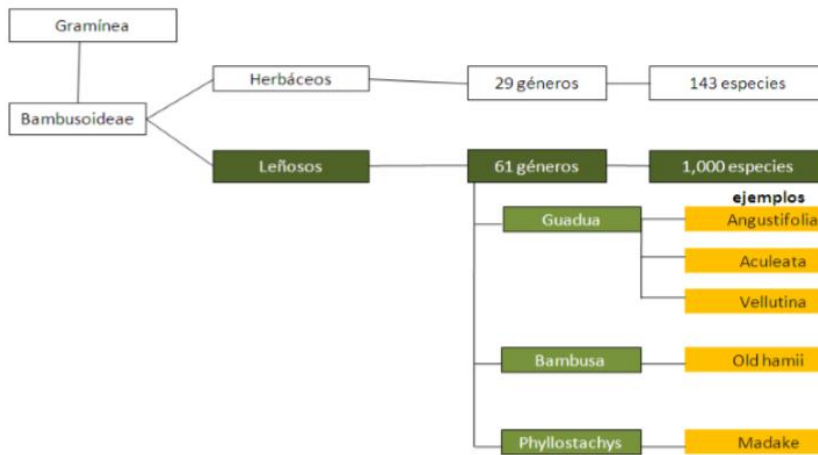 Gramínea
Herbáceos
29 géneros
143 especies
Bambusoideae
Leñosos
61 géneros
1,000 especies
ejemplos
Guadua
Angustifolia
Aculeata
Vellutina
Bambusa
Old hamii
Phyllostachys
Madake